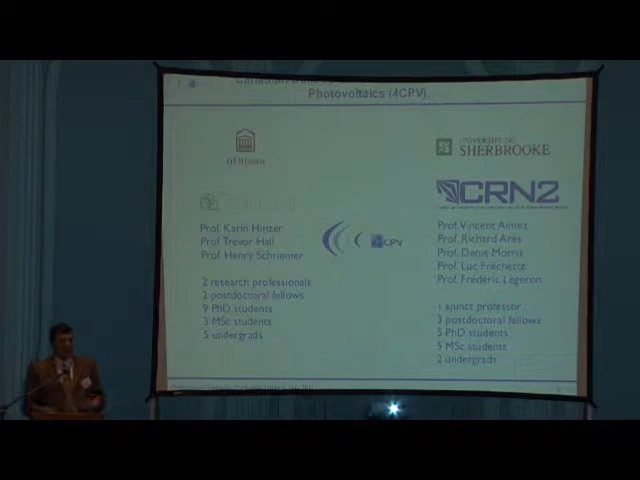 Photovoltaics (4CPV)
uOttawa
Prof. Karin Hinzer
Prof. Trevor Hall
Prof. Henry Schriemer
2 research professionals
2 postdoctoral fellows
9 PhD students
3 MSc students
5 undergrads
4CPV
UNIVERSITÉ DE
SHERBROOKE
CRN2
Prof. Vincent Aimez
Prof. Richard Arès
Prof. Denis Morris
Prof. Luc Fréchette
Prof. Frédéric Legeron
1 ajunct professor
3 postdoctoral fellows
5 PhD students
5 MSc students
2 undergrads